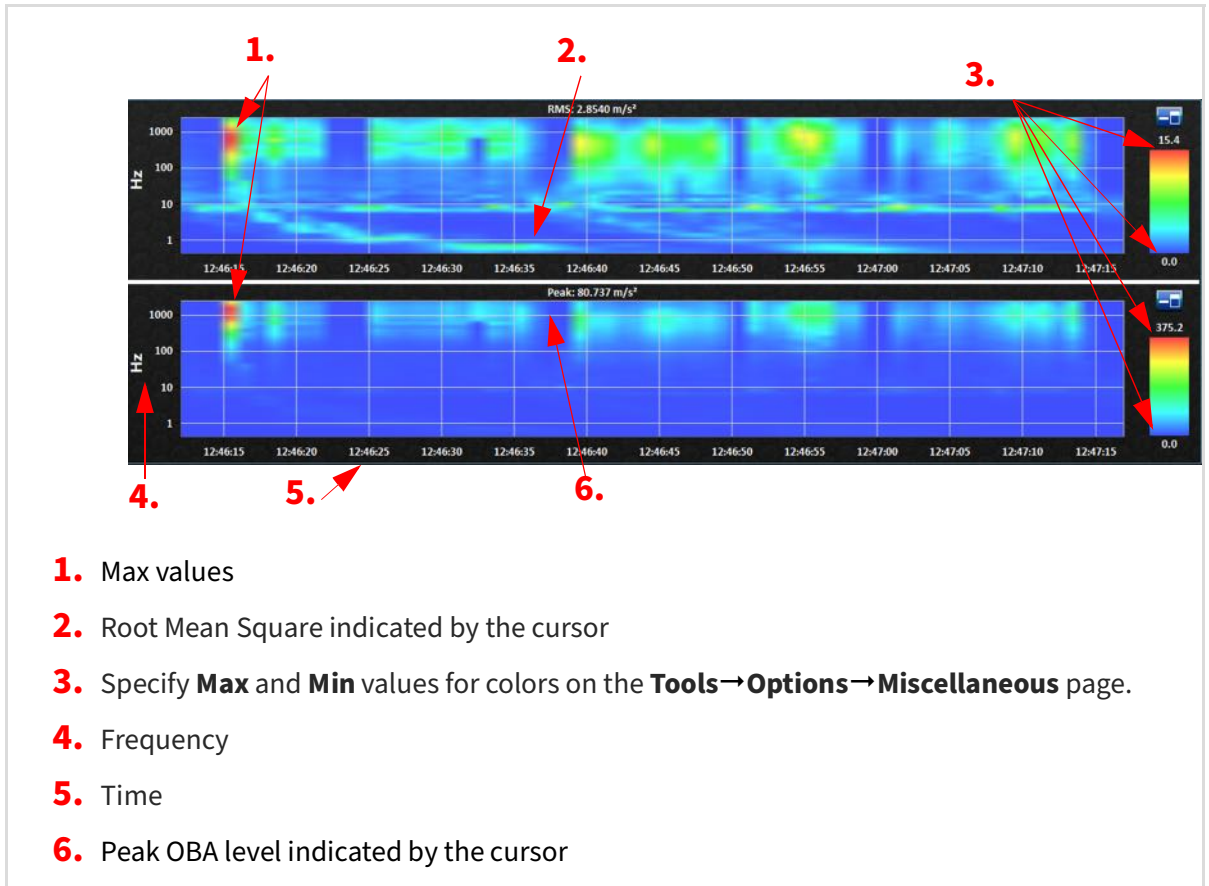 1.
2.
3.
RMS: 2.8540 m/s²
1000
100
10
1
Hz
15.4
0.0
12:46:15 12:46:20 12:46:25 12:46:30 12:46:35 12:46:40 12:46:45 12:46:50 12:46:55 12:47:00 12:47:05 12:47:10 12:47:15
Peak: 80.737 m/s²
1000
100
10
1
Hz
375.2
0.0
12:46:15 12:46:20 12:46:25 12:46:30 12:46:35 12:46:40 12:46:45 12:46:50 12:46:55 12:47:00 12:47:05 12:47:10 12:47:15
4.
5.
6.
1. Max values
2. Root Mean Square indicated by the cursor
3. Specify Max and Min values for colors on the Tools→Options→Miscellaneous page.
4. Frequency
5. Time
6. Peak OBA level indicated by the cursor